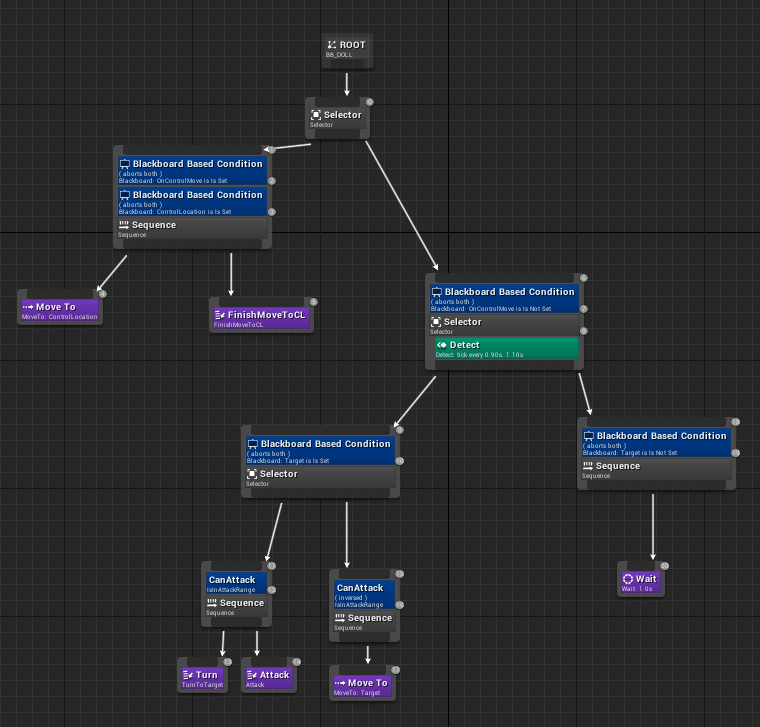 ROOT
BB_DOLL
Selector
Selector
Blackboard Based Condition
( aborts both )
Blackboard: OnControlMove is Is Set
Blackboard Based Condition
( aborts both )
Blackboard: ControlLocation is Is Set
Sequence
Sequence
Move To
MoveTo: ControlLocation
FinishMoveToCL
FinishMoveToCL
Blackboard Based Condition
( aborts both )
Blackboard: OnControlMove is Is Not Set
Selector
Selector
Detect
Detect: tick every 0.90s..1.10s
Blackboard Based Condition
( aborts both )
Blackboard: Target is Is Set
Selector
Selector
Blackboard Based Condition
( aborts both )
Blackboard: Target is Is Not Set
Sequence
Sequence
CanAttack
IsInAttackRange
Sequence
Sequence
CanAttack
( inversed )
IsInAttackRange
Sequence
Sequence
Wait
Wait: 1.0s
Turn
TurnToTarget
Attack
Attack
Move To
MoveTo: Target